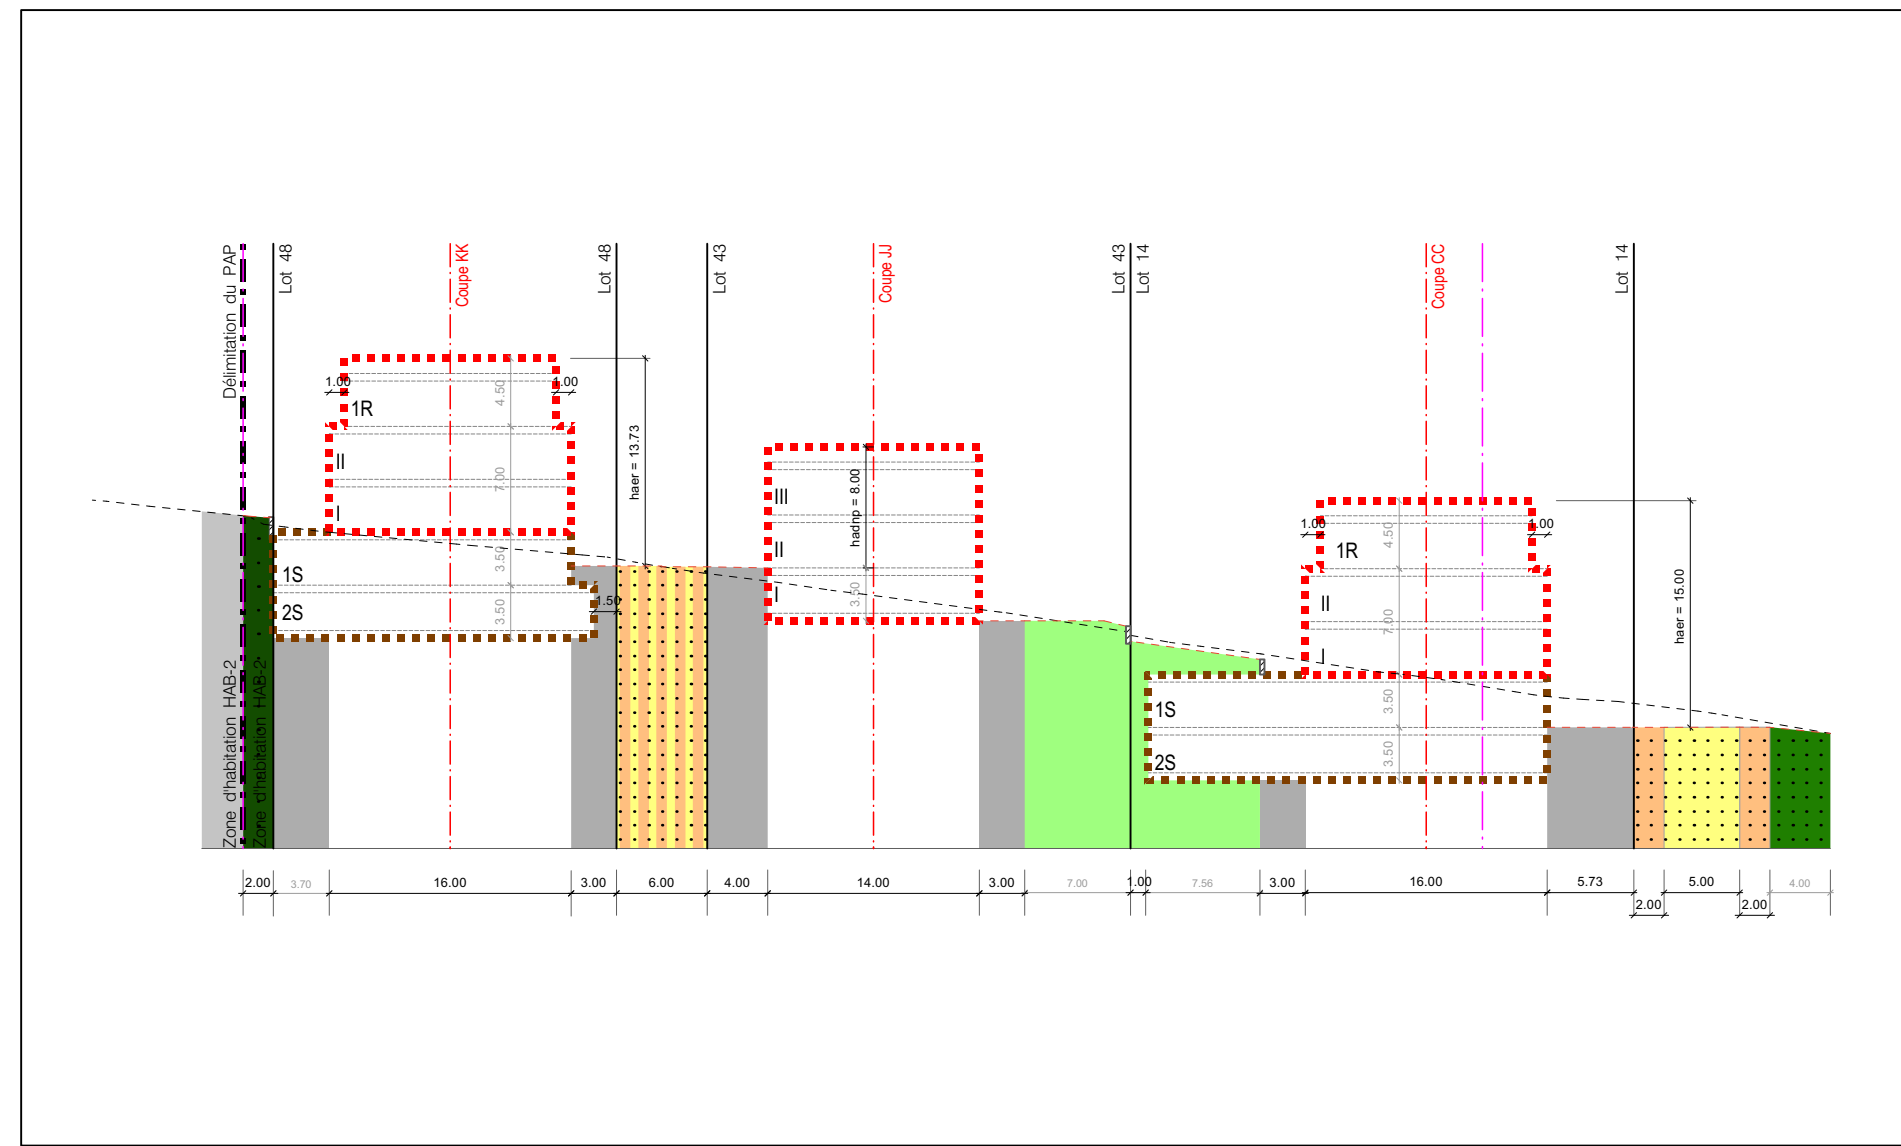 Délimitation du PAP
Lot 48
Coupe KK
Lot 48
Lot 43
Coupe JJ
Lot 43
Lot 14
Coupe CC
Lot 14
1.00
1.00
4.50
1R
haer = 13.73
II
7.00
I
3.50
1S
2S
3.50
1.50
III
hadnp = 8.00
II
I
3.50
1.00
1.00
4.50
1R
haer = 15.00
II
7.00
I
3.50
1S
2S
3.50
Zone d'habitation HAB-2
Zone d'habitation HAB-2
2.00 3.70 16.00 3.00 6.00 4.00 14.00 3.00 7.00 1.00 7.56 3.00 16.00 5.73 5.00 4.00
2.00 2.00